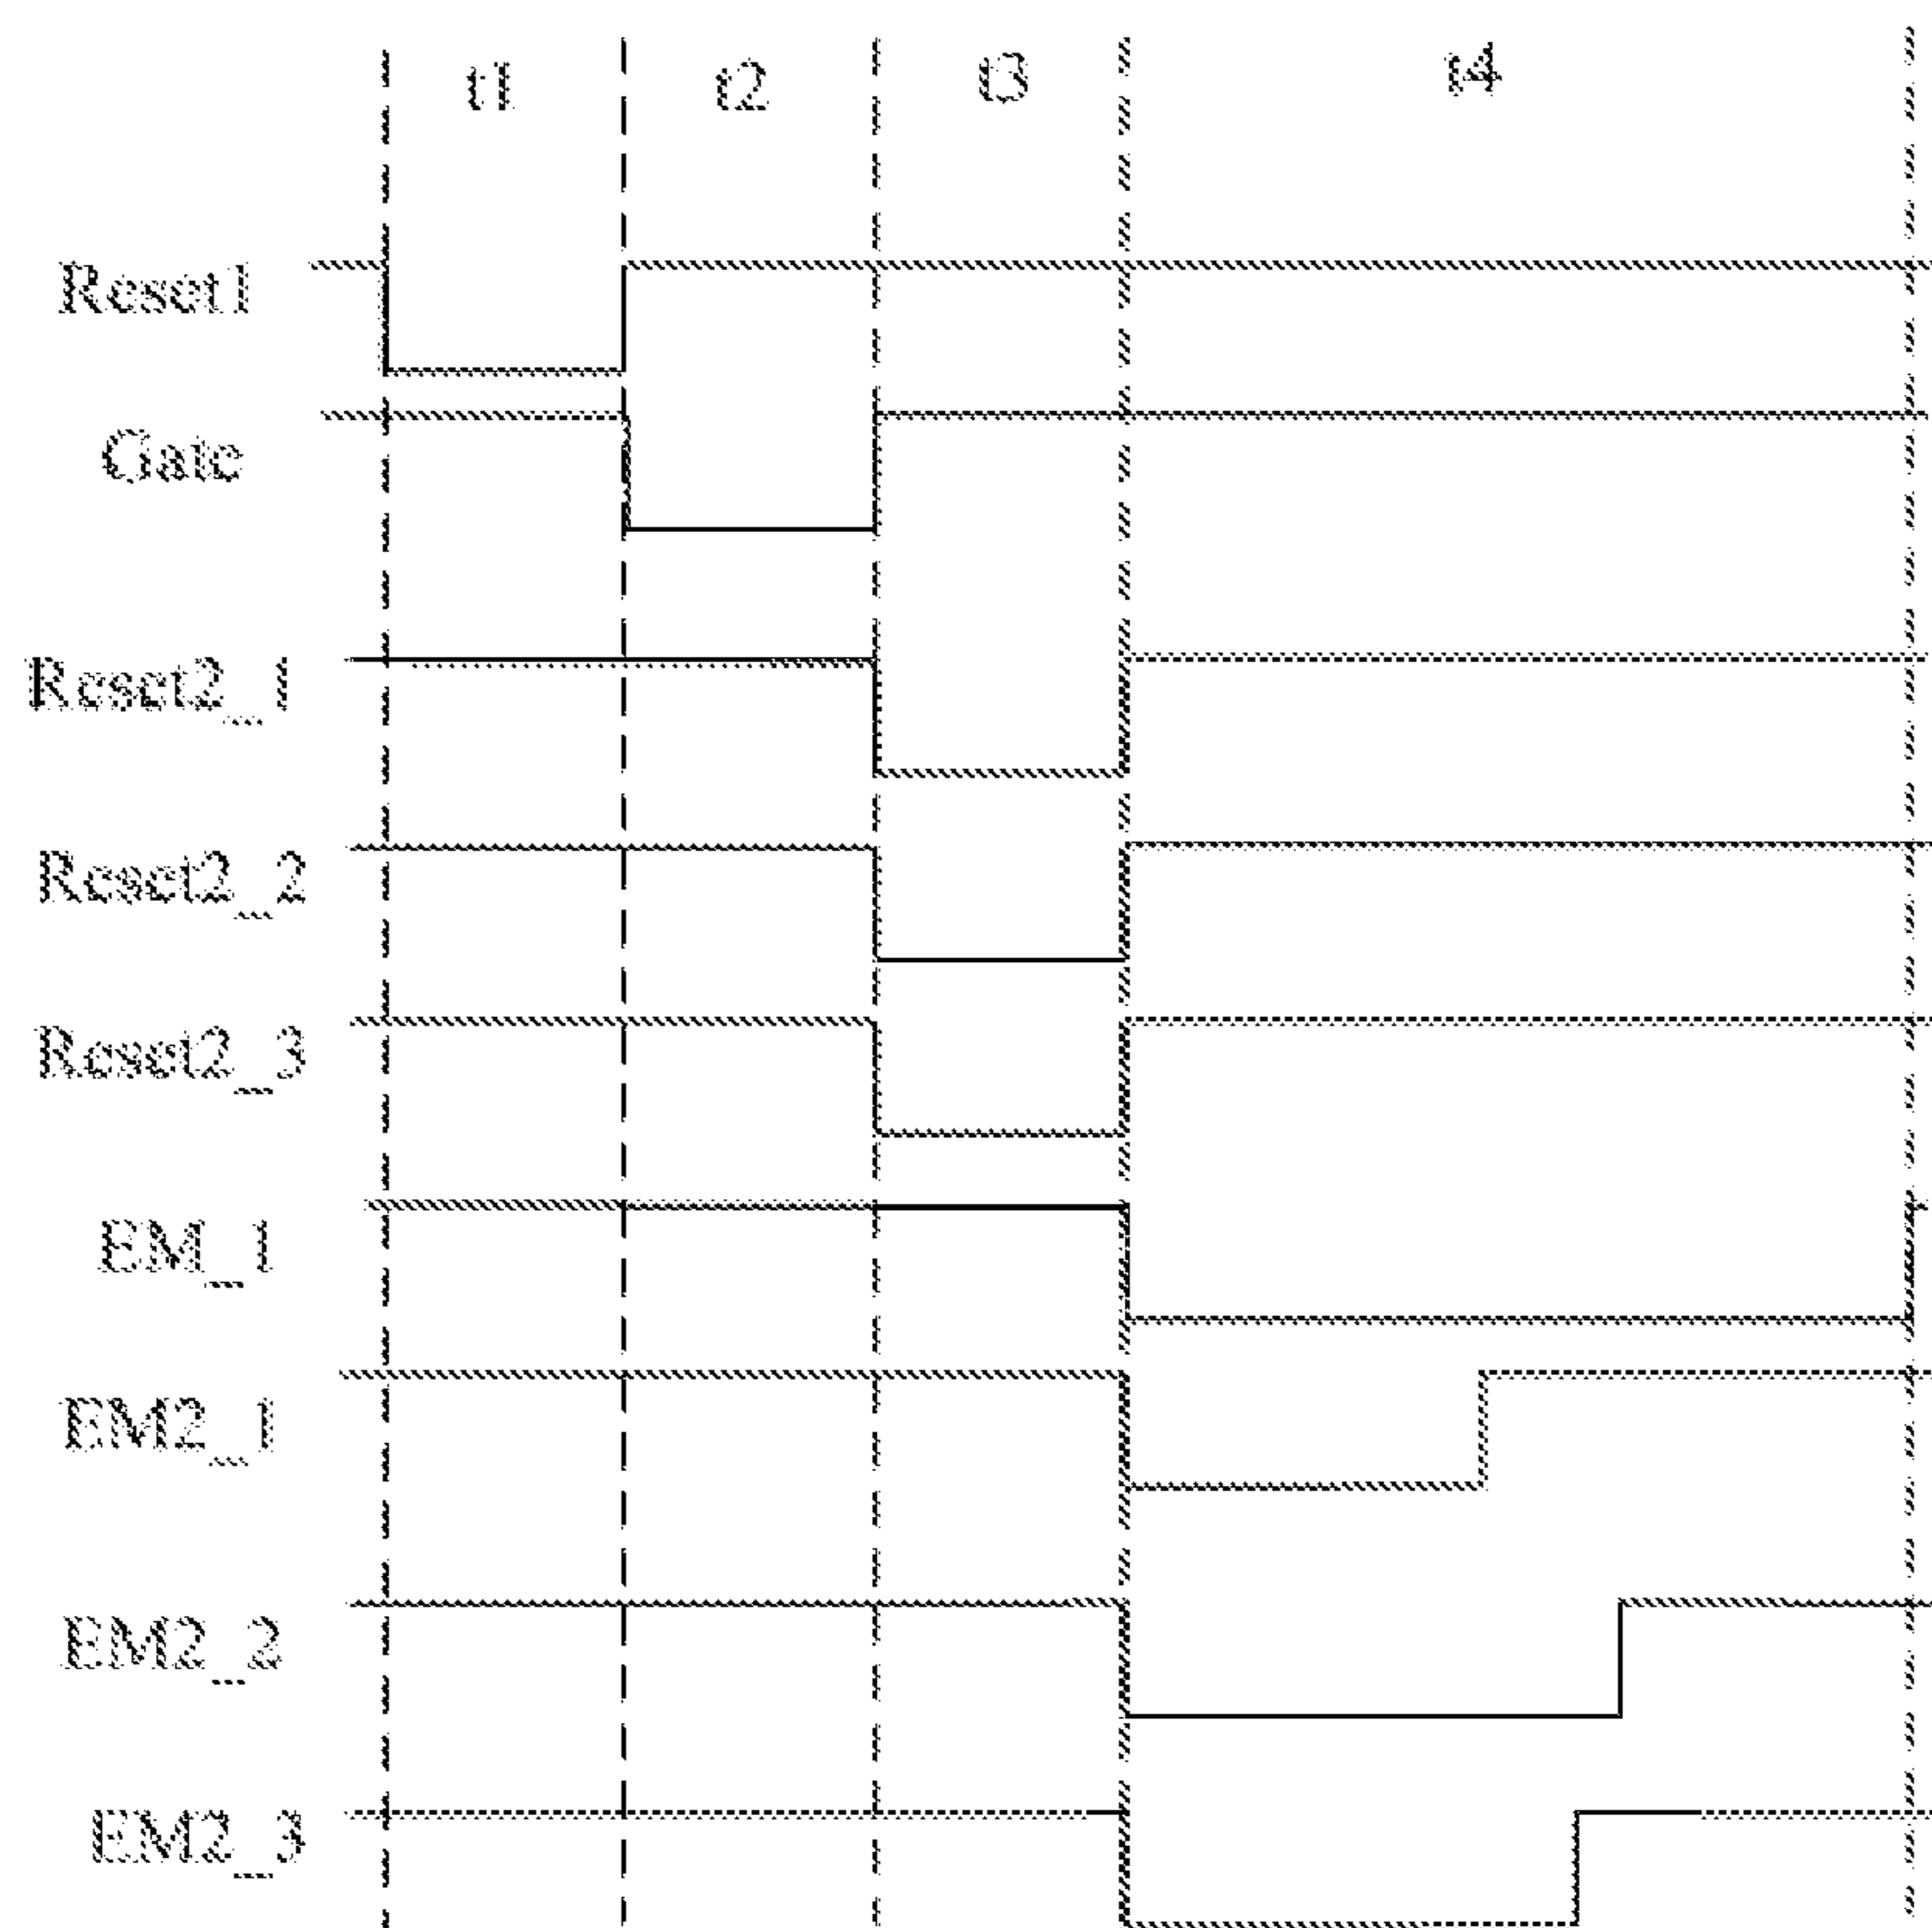 t1 t2 t3 t4
Reset1
Gate
Reset2_1
Reset2_2
Reset2_3
EM_1
EM2_1
EM2_2
EM2_3